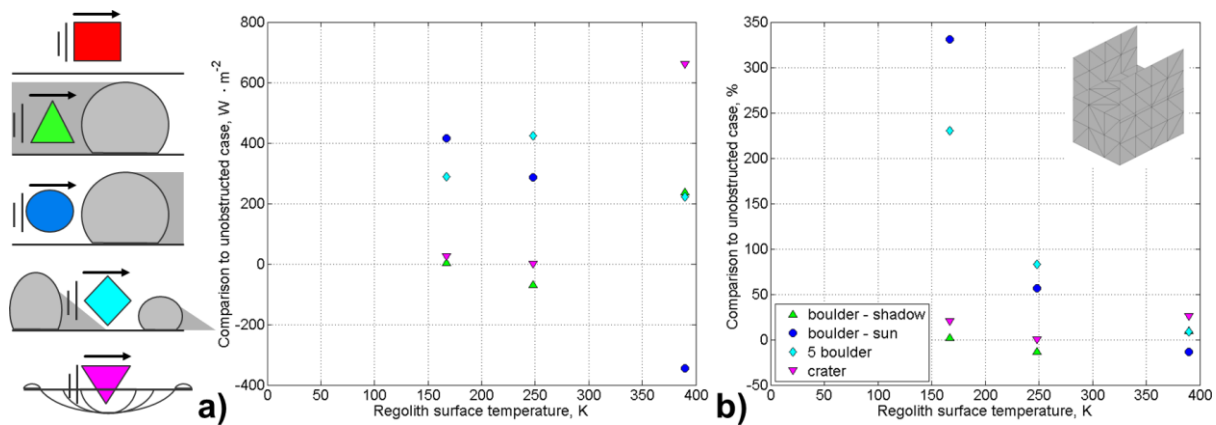 800
600
400
200
0
-200
-400
Comparison to unobstructed case, W · m⁻²
0 50 100 150 200 250 300 350 400
Regolith surface temperature, K
a)
350
300
250
200
150
100
50
0
-50
Comparison to unobstructed case, %
boulder - shadow
boulder - sun
5 boulder
crater
0 50 100 150 200 250 300 350 400
Regolith surface temperature, K
b)